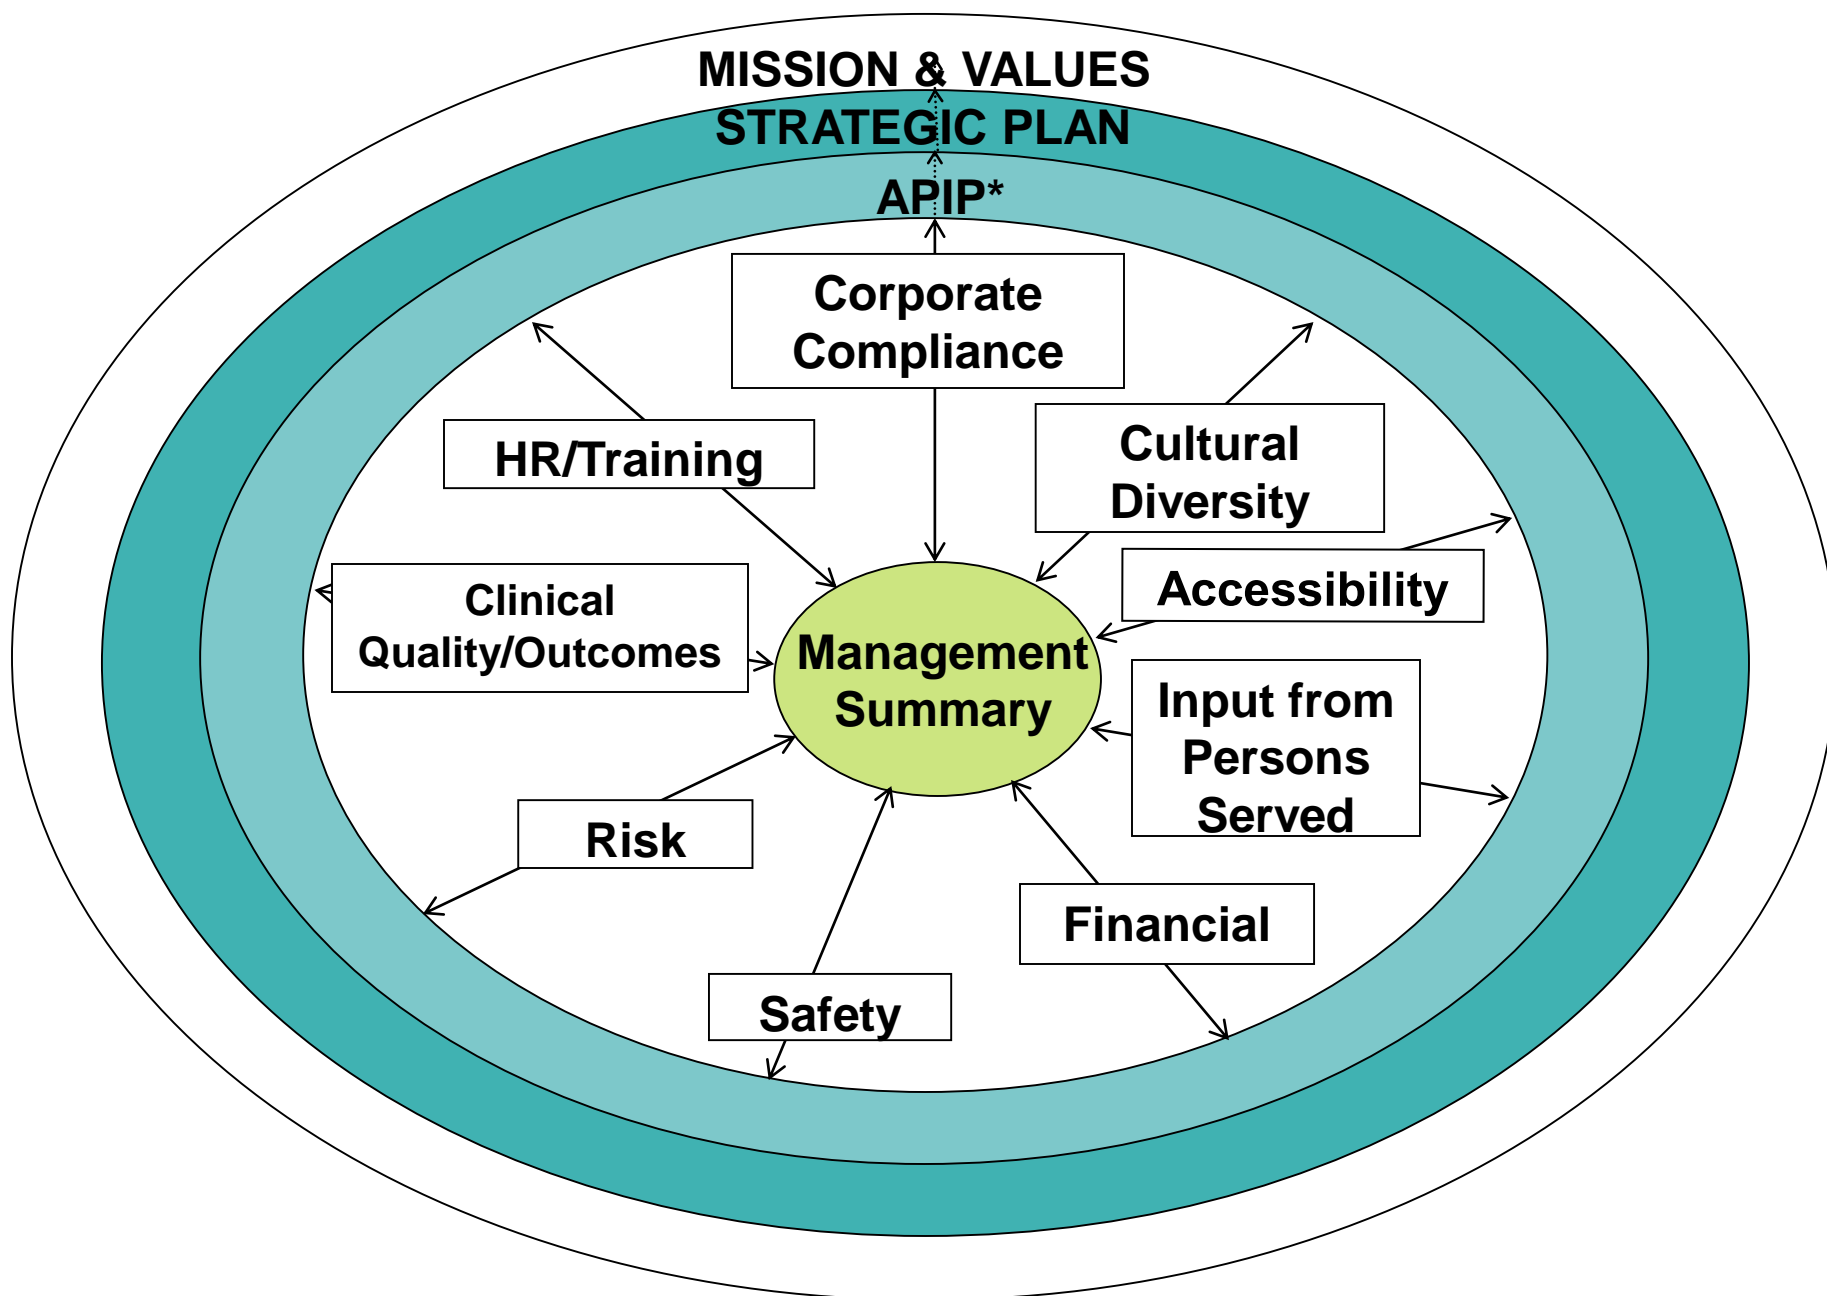 MISSION & VALUES
STRATEGIC PLAN
APIP*
Corporate
Compliance
HR/Training
Cultural
Diversity
Accessibility
Clinical
Quality/Outcomes
Management
Summary
Input from
Persons
Served
Risk
Financial
Safety